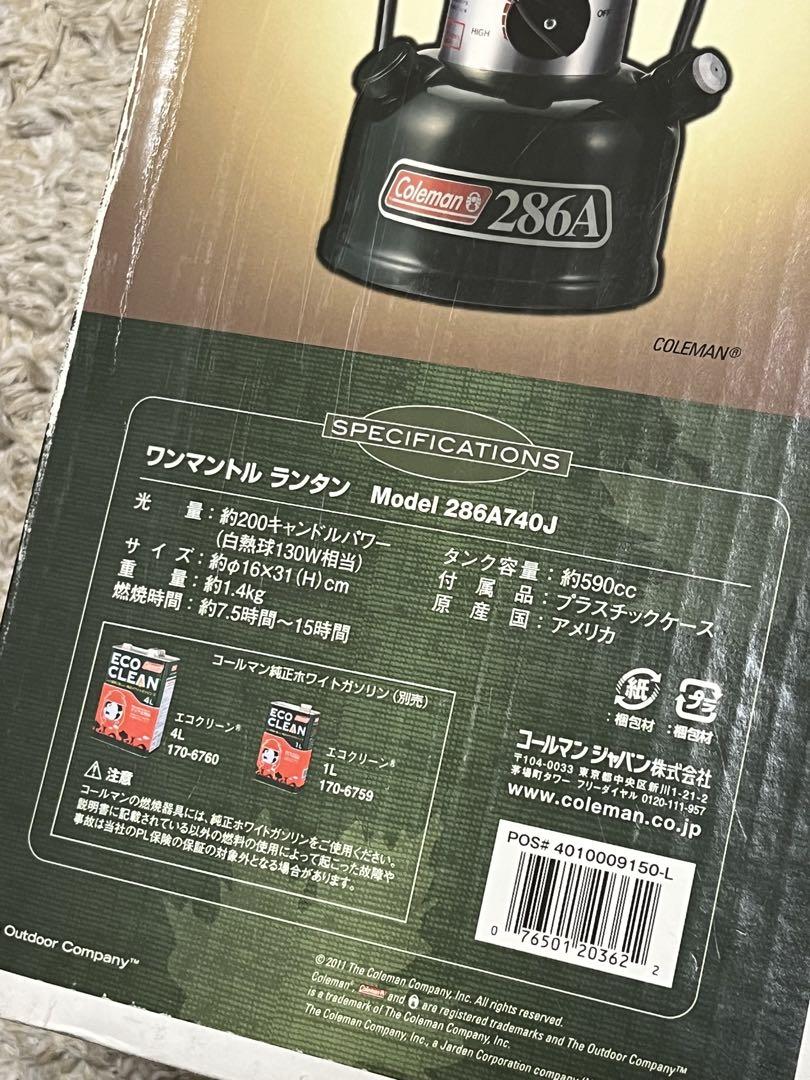 HIGH
OFF
Coleman 286A
COLEMAN®
SPECIFICATIONS
ワンマントル ランタン Model 286A740J
光 量：約200キャンドルパワー
(白熱球130W相当)
サ イ ズ：約φ16×31(H)cm
重 量：約1.4kg
燃焼時間：約7.5時間〜15時間
タンク容量：約590cc
付 属 品：プラスチックケース
原 産 国：アメリカ
コールマン純正ホワイトガソリン(別売)
Coleman
ECO
CLEAN
4L
エコクリーン®
4L
170-6760
ECO
CLEAN
1L
エコクリーン®
1L
170-6759
注意
コールマンの燃焼器具には、純正ホワイトガソリンをご使用ください。
説明書に記載されている以外の燃料の使用によって起こった故障や
事故は当社のPL保険の保証の対象外となる場合があります。
紙
：梱包材
プラ
：梱包材
コールマン ジャパン株式会社
〒104-0033 東京都中央区新川1-21-2
茅場町タワー フリーダイヤル 0120-111-957
www.coleman.co.jp
POS# 4010009150-L
0 76501 20362 2
Outdoor Company™
© 2011 The Coleman Company, Inc. All rights reserved.
Coleman®, Coleman and are registered trademarks and The Outdoor Company™
is a trademark of The Coleman Company, Inc.
The Coleman Company, Inc., a Jarden Corporation company